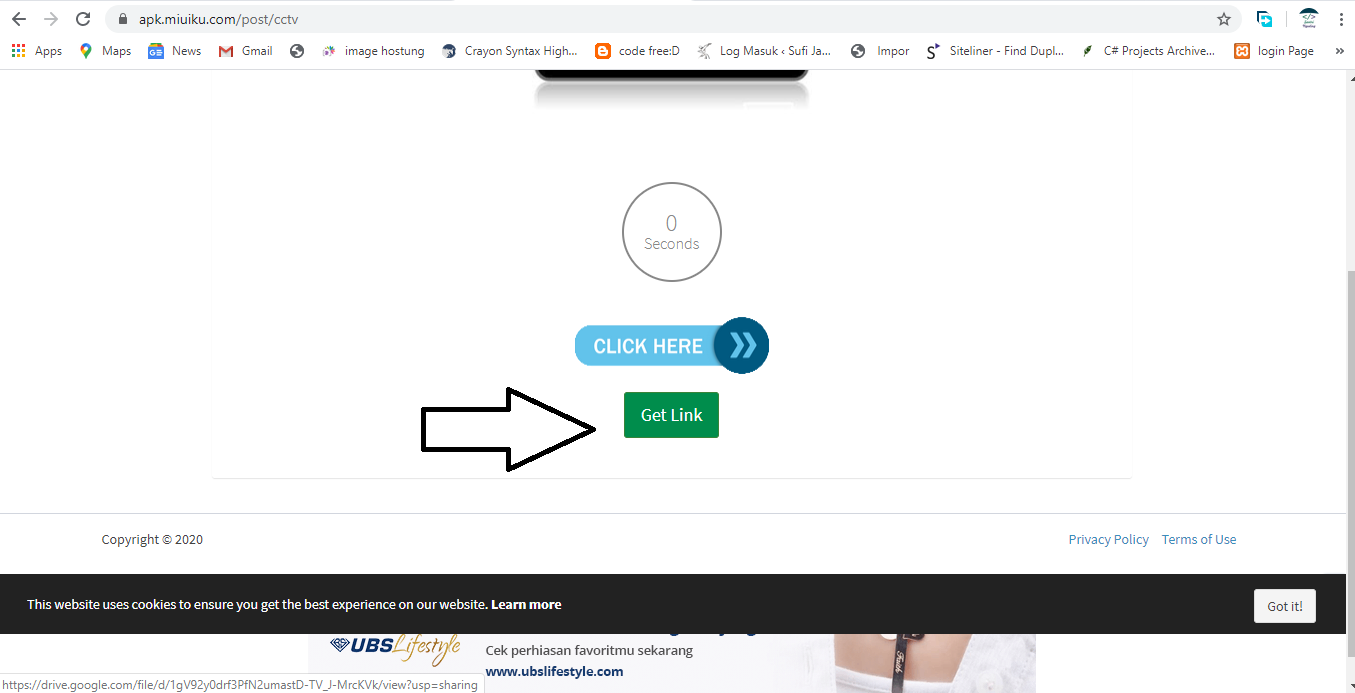 apk.miuiku.com/post/cctv
Apps Maps News Gmail image hostung Crayon Syntax High... code free:D Log Masuk ‹ Sufi Ja... Impor Siteliner - Find Dupl... C# Projects Archive... login Page »
0
Seconds
CLICK HERE
Get Link
Copyright © 2020
Privacy Policy Terms of Use
This website uses cookies to ensure you get the best experience on our website. Learn more
Got it!
UBS Lifestyle
Cek perhiasan favoritmu sekarang
www.ubslifestyle.com
Faith
https://drive.google.com/file/d/1gV92y0drf3PfN2umastD-TV_J-MrcKVk/view?usp=sharing